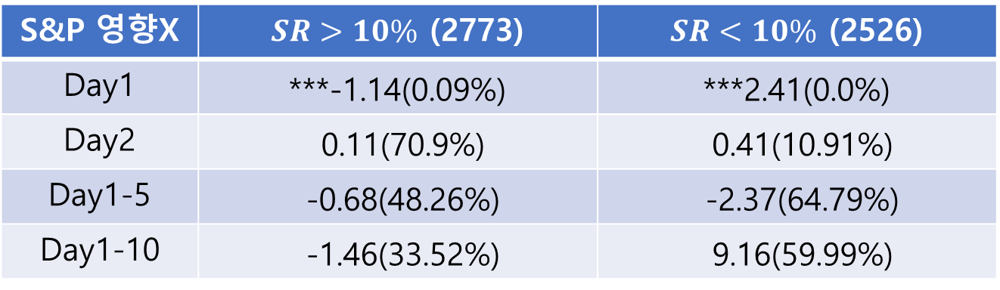 S&P 영향X SR > 10% (2773) SR < 10% (2526)
Day1 ***-1.14(0.09%) ***2.41(0.0%)
Day2 0.11(70.9%) 0.41(10.91%)
Day1-5 -0.68(48.26%) -2.37(64.79%)
Day1-10 -1.46(33.52%) 9.16(59.99%)